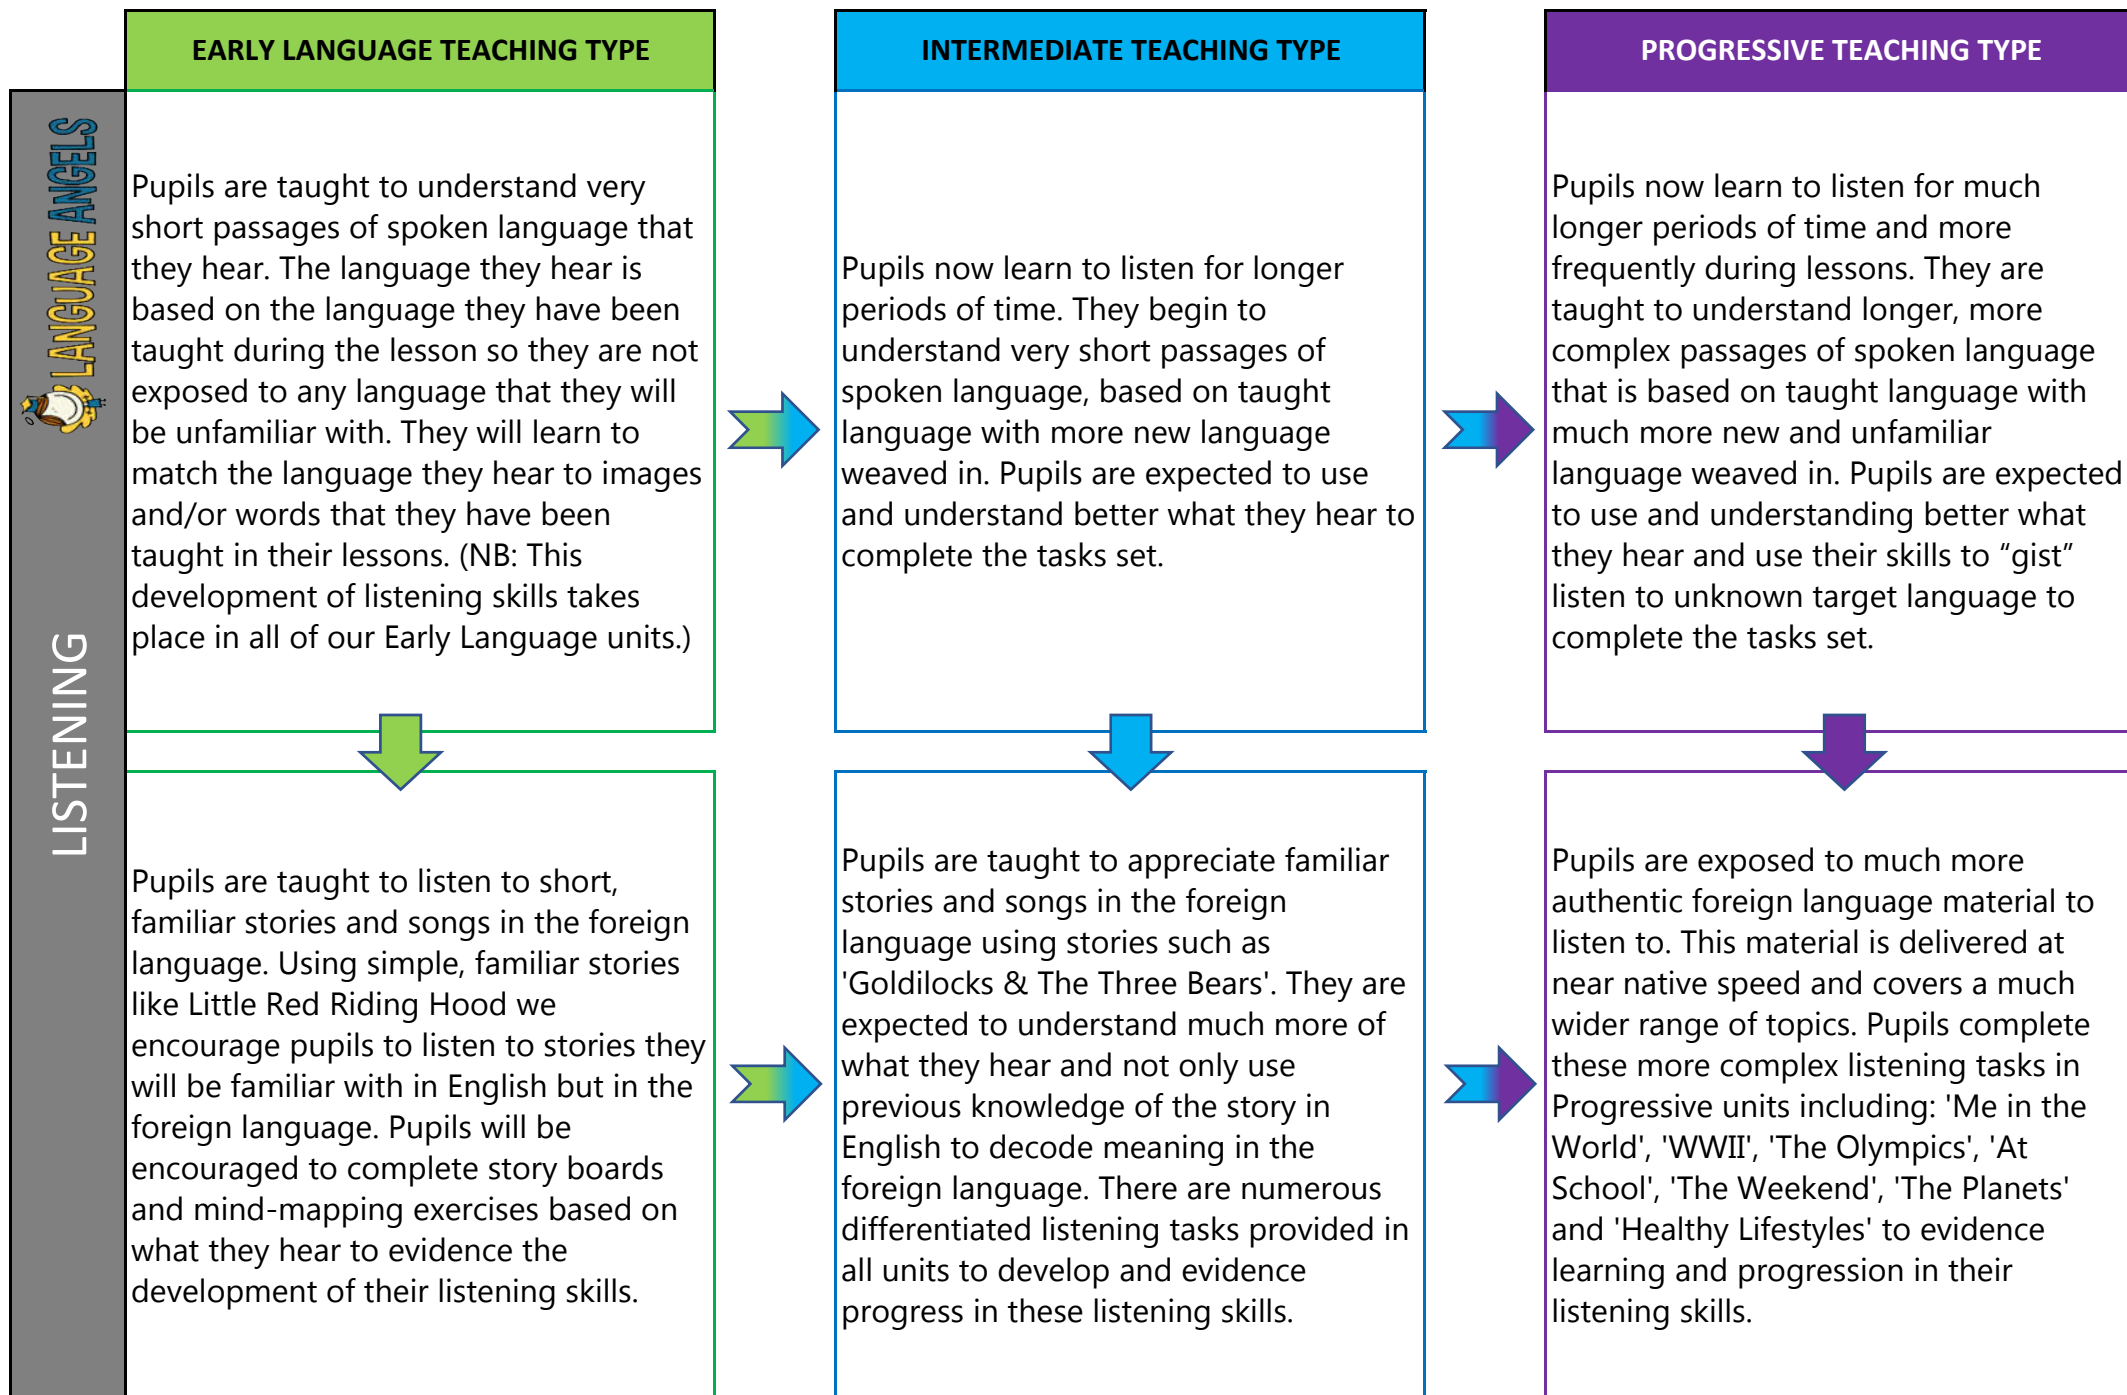 EARLY LANGUAGE TEACHING TYPE
INTERMEDIATE TEACHING TYPE
PROGRESSIVE TEACHING TYPE
LANGUAGE ANGELS
LISTENING
Pupils are taught to understand very
short passages of spoken language that
they hear. The language they hear is
based on the language they have been
taught during the lesson so they are not
exposed to any language that they will
be unfamiliar with. They will learn to
match the language they hear to images
and/or words that they have been
taught in their lessons. (NB: This
development of listening skills takes
place in all of our Early Language units.)
Pupils now learn to listen for longer
periods of time. They begin to
understand very short passages of
spoken language, based on taught
language with more new language
weaved in. Pupils are expected to use
and understand better what they hear to
complete the tasks set.
Pupils now learn to listen for much
longer periods of time and more
frequently during lessons. They are
taught to understand longer, more
complex passages of spoken language
that is based on taught language with
much more new and unfamiliar
language weaved in. Pupils are expected
to use and understanding better what
they hear and use their skills to “gist”
listen to unknown target language to
complete the tasks set.
Pupils are taught to listen to short,
familiar stories and songs in the foreign
language. Using simple, familiar stories
like Little Red Riding Hood we
encourage pupils to listen to stories they
will be familiar with in English but in the
foreign language. Pupils will be
encouraged to complete story boards
and mind-mapping exercises based on
what they hear to evidence the
development of their listening skills.
Pupils are taught to appreciate familiar
stories and songs in the foreign
language using stories such as
'Goldilocks & The Three Bears'. They are
expected to understand much more of
what they hear and not only use
previous knowledge of the story in
English to decode meaning in the
foreign language. There are numerous
differentiated listening tasks provided in
all units to develop and evidence
progress in these listening skills.
Pupils are exposed to much more
authentic foreign language material to
listen to. This material is delivered at
near native speed and covers a much
wider range of topics. Pupils complete
these more complex listening tasks in
Progressive units including: 'Me in the
World', 'WWII', 'The Olympics', 'At
School', 'The Weekend', 'The Planets'
and 'Healthy Lifestyles' to evidence
learning and progression in their
listening skills.